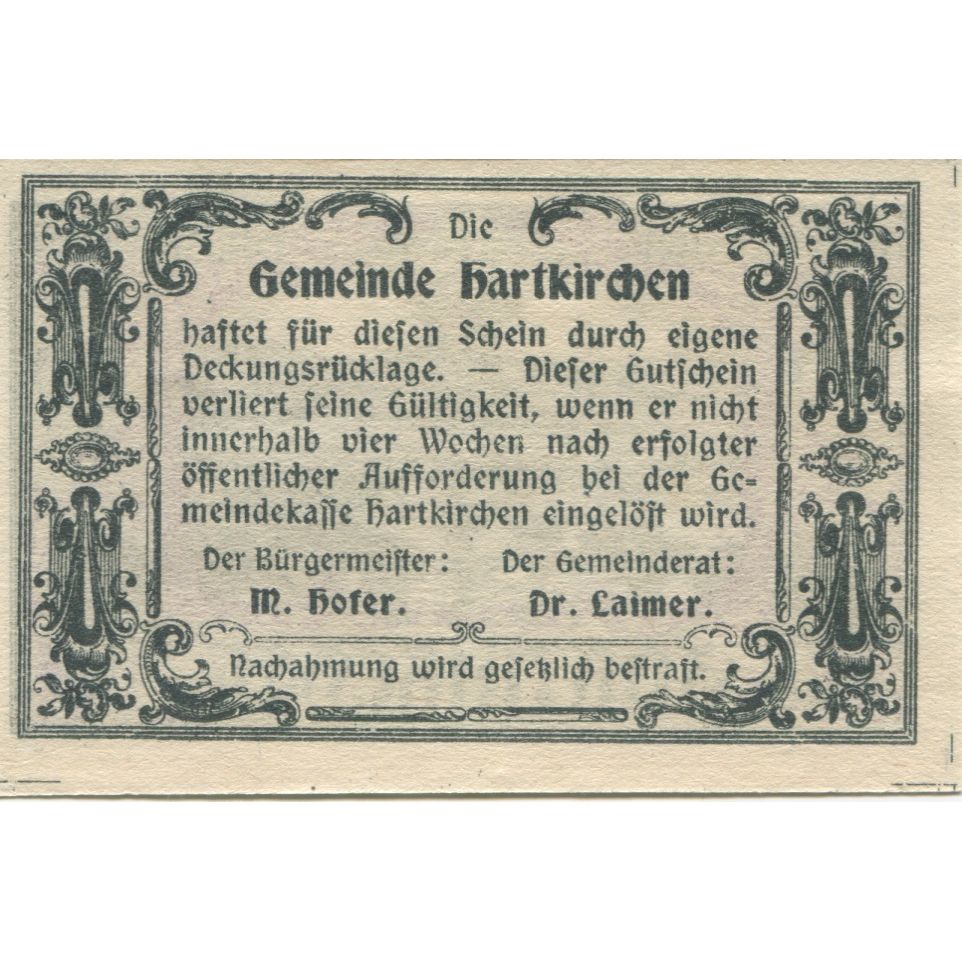 Die
Gemeinde Hartkirchen
haftet für dieſen Schein durch eigene
Deckungsrücklage. — Dieſer Gutſchein
verliert ſeine Gültigkeit, wenn er nicht
innerhalb vier Wochen nach erfolgter
öffentlicher Aufforderung bei der Ge=
meindekaſſe Hartkirchen eingelöſt wird.
Der Bürgermeiſter: Der Gemeinderat:
M. Hofer. Dr. Laimer.
Nachahmung wird geſetzlich beſtraft.